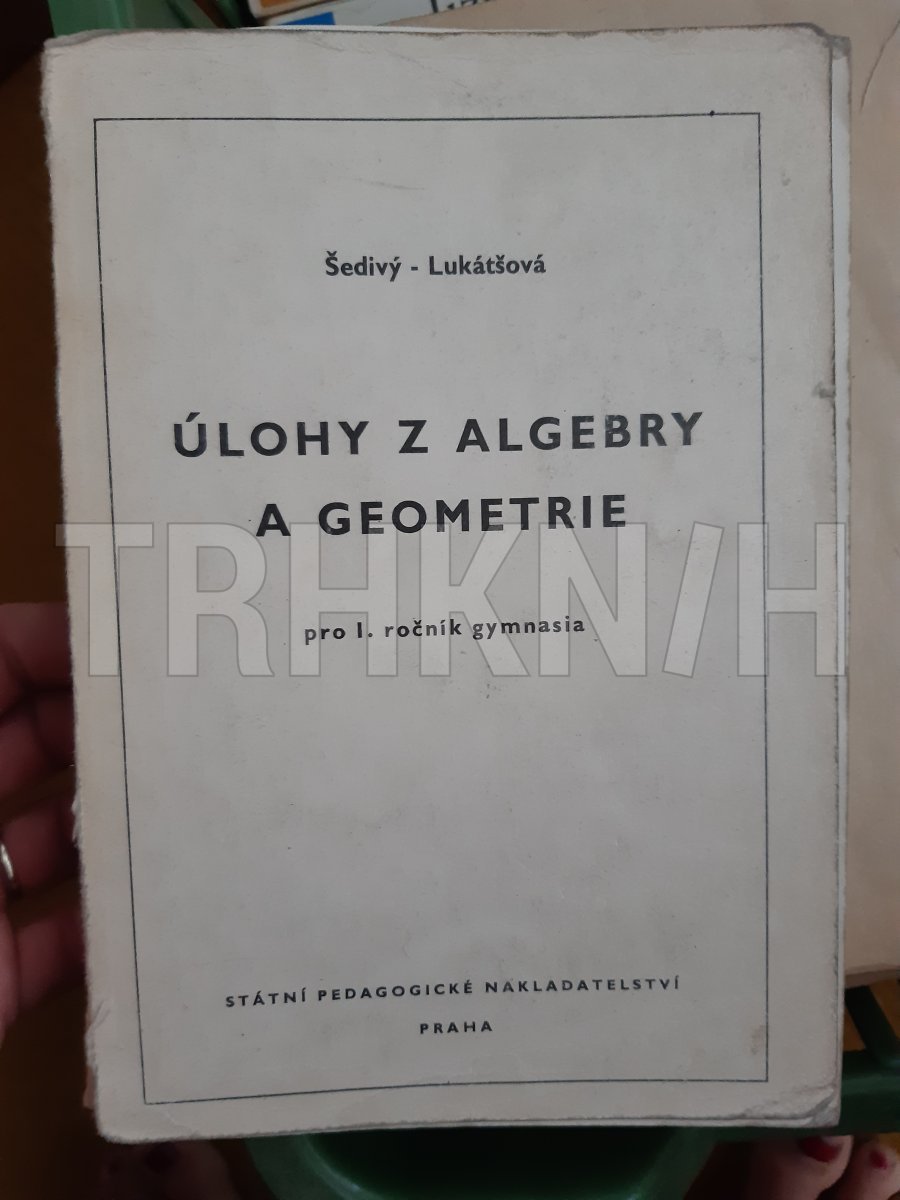 Šedivý - Lukátšová
ÚLOHY Z ALGEBRY
A GEOMETRIE
TRHKNIH
pro I. ročník gymnasia
STÁTNÍ PEDAGOGICKÉ NAKLADATELSTVÍ
PRAHA